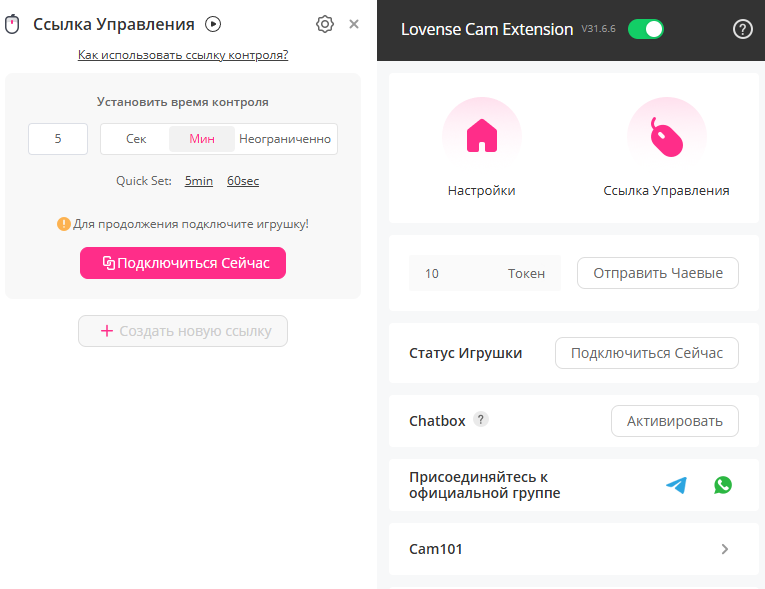 Ссылка Управления
Как использовать ссылку контроля?
Установить время контроля
5 Сек Мин Неограниченно
Quick Set: 5min 60sec
! Для продолжения подключите игрушку!
Подключиться Сейчас
+ Создать новую ссылку
Lovense Cam Extension V31.6.6 ?
Настройки Ссылка Управления
10 Токен Отправить Чаевые
Статус Игрушки Подключиться Сейчас
Chatbox ? Активировать
Присоединяйтесь к
официальной группе
Cam101